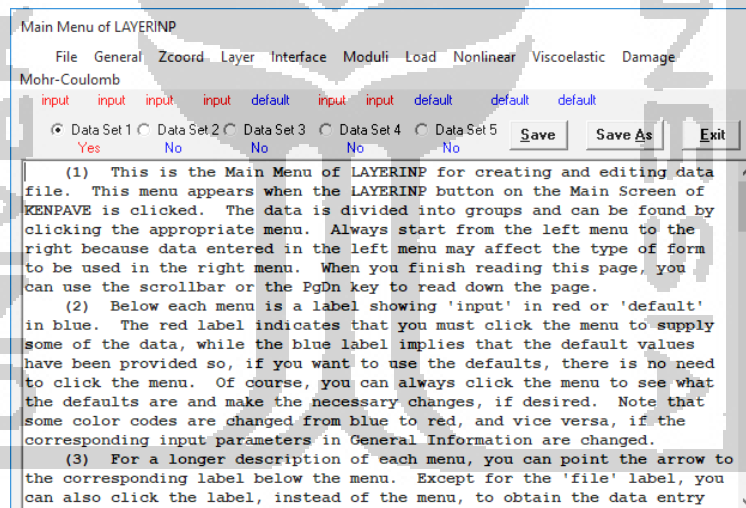 Main Menu of LAYERINP
File General Zcoord Layer Interface Moduli Load Nonlinear Viscoelastic Damage
Mohr-Coulomb
input input input input default input input default default default
Data Set 1 Data Set 2 Data Set 3 Data Set 4 Data Set 5 Save Save As Exit
Yes No No No No
(1) This is the Main Menu of LAYERINP for creating and editing data
file. This menu appears when the LAYERINP button on the Main Screen of
KENPAVE is clicked. The data is divided into groups and can be found by
clicking the appropriate menu. Always start from the left menu to the
right because data entered in the left menu may affect the type of form
to be used in the right menu. When you finish reading this page, you
can use the scrollbar or the PgDn key to read down the page.
(2) Below each menu is a label showing 'input' in red or 'default'
in blue. The red label indicates that you must click the menu to supply
some of the data, while the blue label implies that the default values
have been provided so, if you want to use the defaults, there is no need
to click the menu. Of course, you can always click the menu to see what
the defaults are and make the necessary changes, if desired. Note that
some color codes are changed from blue to red, and vice versa, if the
corresponding input parameters in General Information are changed.
(3) For a longer description of each menu, you can point the arrow to
the corresponding label below the menu. Except for the 'file' label, you
can also click the label, instead of the menu, to obtain the data entry